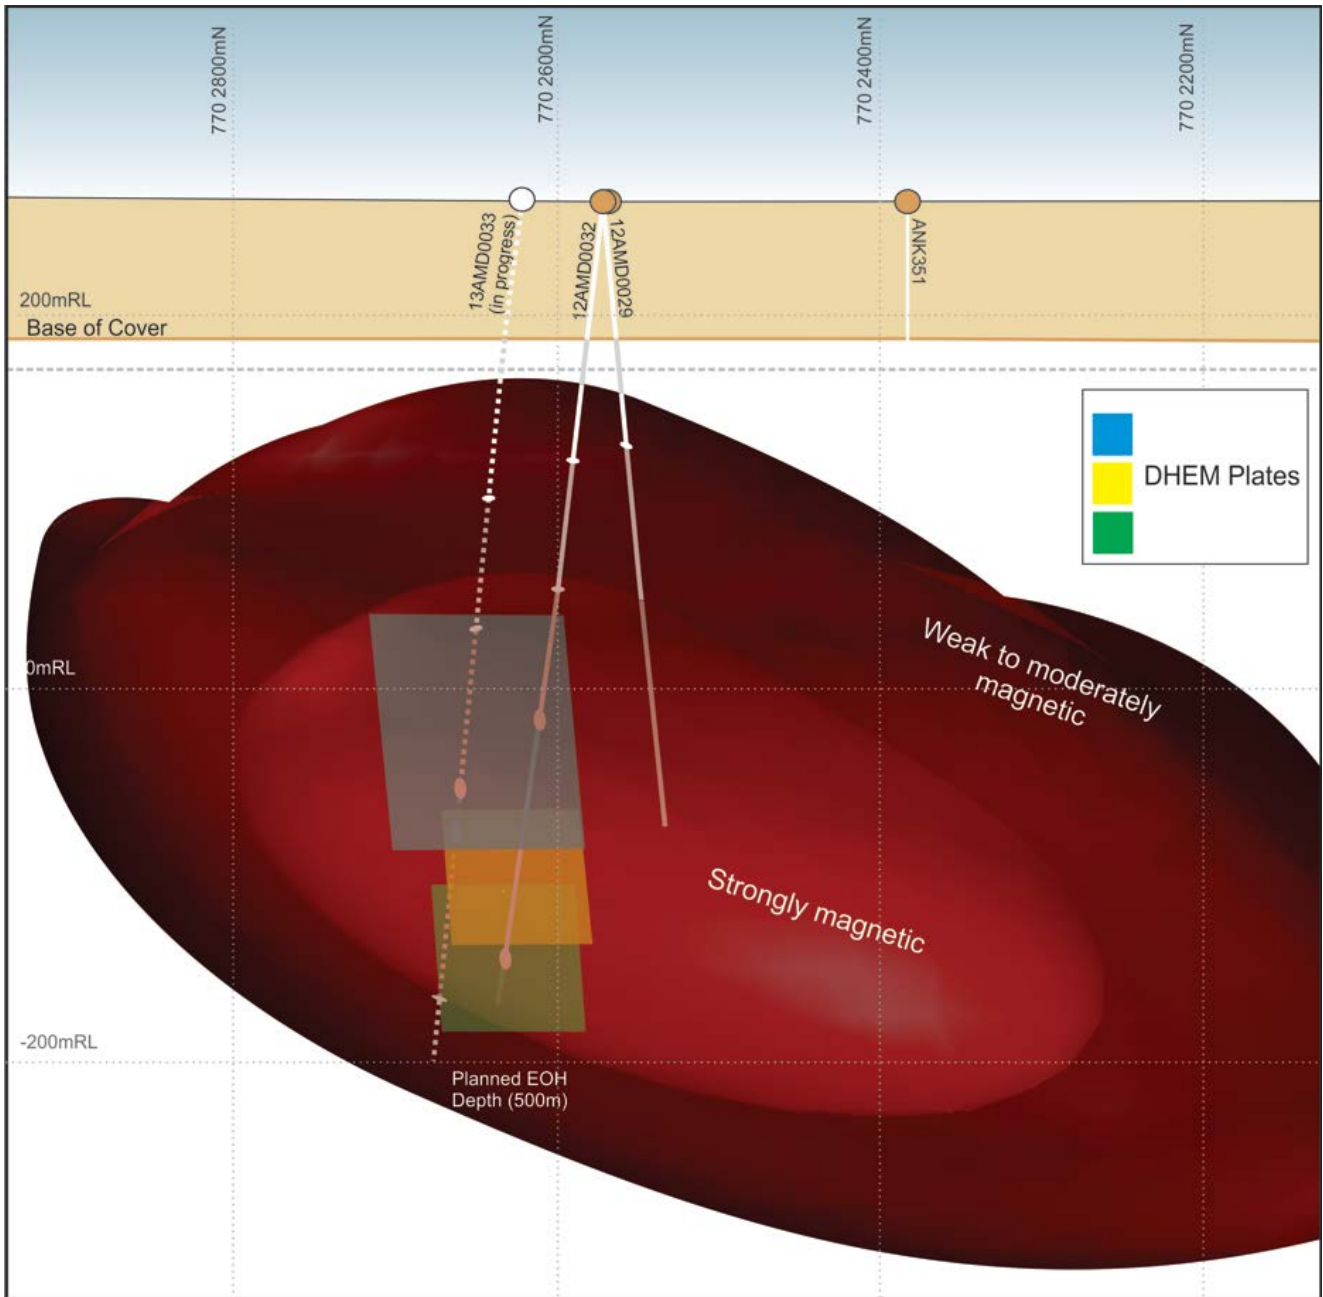 770 2800mN
770 2600mN
770 2400mN
770 2200mN
13AMD0033
(in progress)
12AMD0032
12AMD0029
ANK351
200mRL
Base of Cover
DHEM Plates
Weak to moderately
magnetic
0mRL
Strongly magnetic
-200mRL
Planned EOH
Depth (500m)